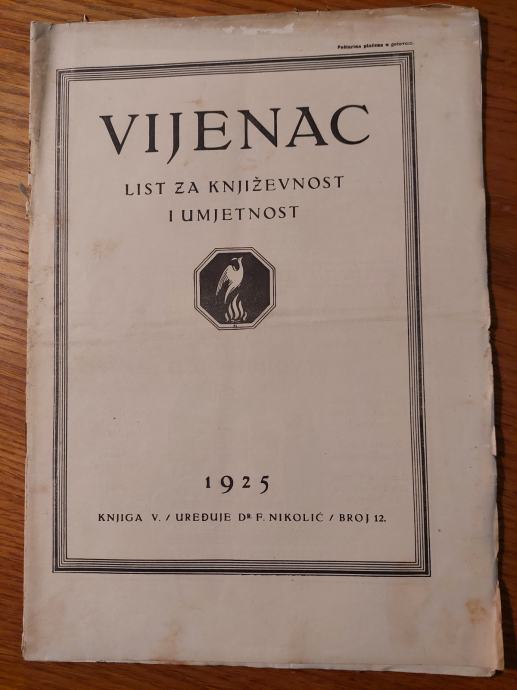 Poštarina plaćena u gotovom.
VIJENAC
LIST ZA KNJIŽEVNOST
I UMJETNOST
1925
KNJIGA V. / UREĐUJE DR F. NIKOLIĆ / BROJ 12.